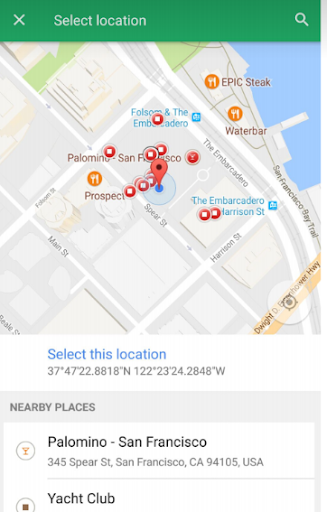 Select location
EPIC Steak
Folsom & The
Embarcadero
Waterbar
The Embarcadero
Palomino - San Francisco
Prospect
Folsom St
Spear St
The Embarcadero
& Harrison St
San Francisco Bay Trail
Main St
Harrison St
Beale St
Dwight D. Eisenhower Hwy
Select this location
37°47'22.8818"N 122°23'24.2848"W
NEARBY PLACES
Palomino - San Francisco
345 Spear St, San Francisco, CA 94105, USA
Yacht Club